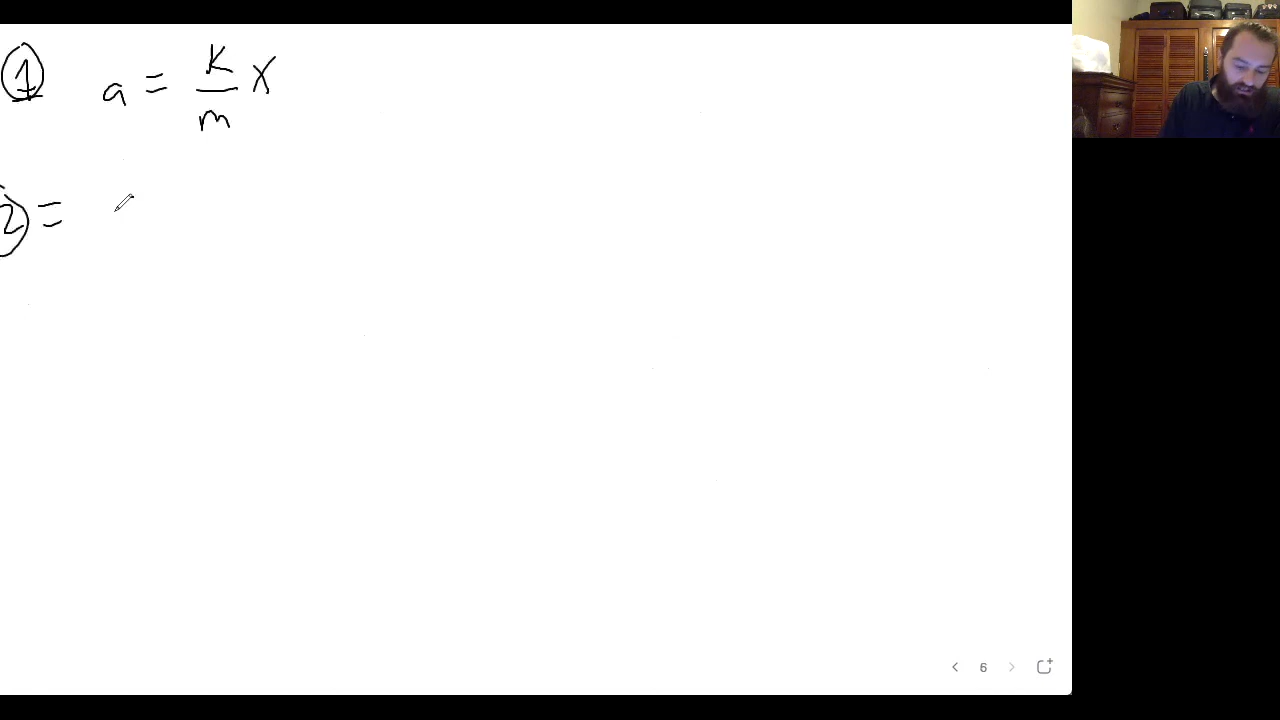 ① a = K/m X
② =
6